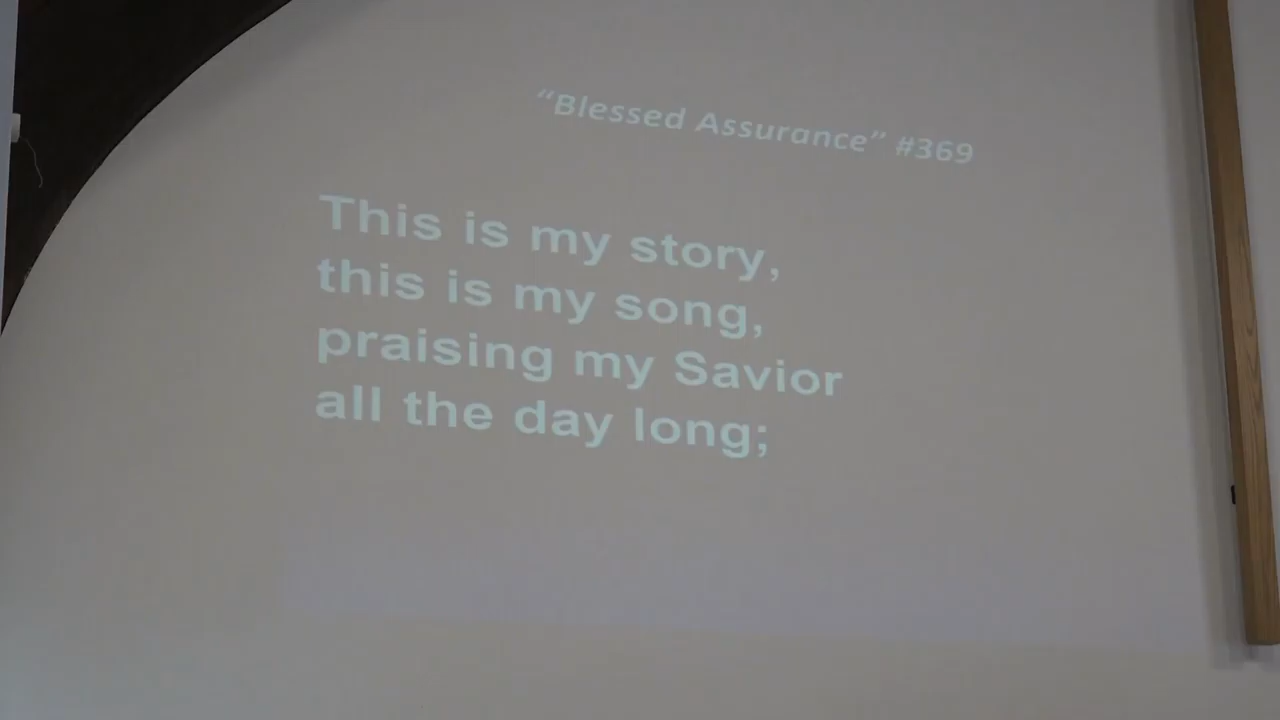 “Blessed Assurance” #369
This is my story,
this is my song,
praising my Savior
all the day long;